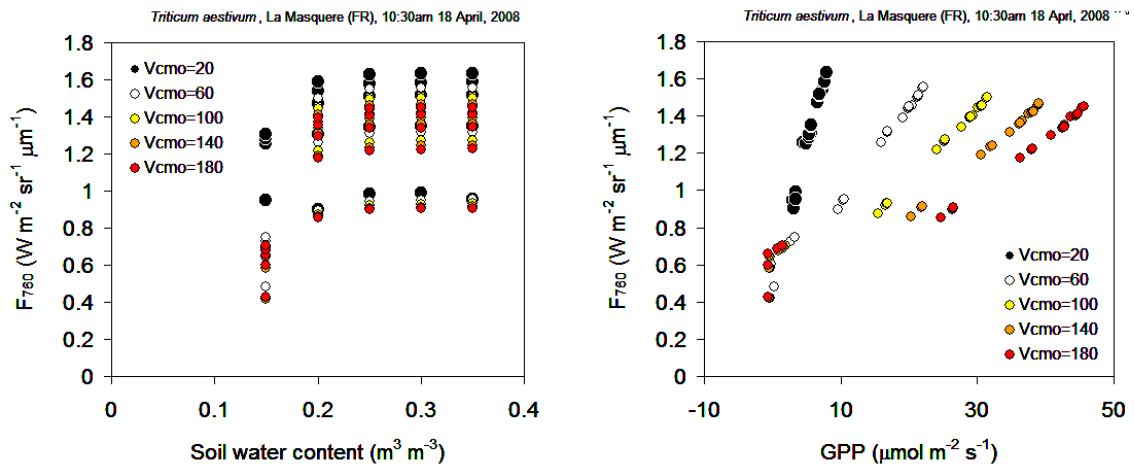 Triticum aestivum, La Masquere (FR), 10:30am 18 April, 2008
1.8
1.6
1.4
1.2
1
0.8
0.6
0.4
0.2
0
F760 (W m-2 sr-1 μm-1)
Vcmo=20
Vcmo=60
Vcmo=100
Vcmo=140
Vcmo=180
0 0.1 0.2 0.3 0.4
Soil water content (m3 m-3)
Triticum aestivum, La Masquere (FR), 10:30am 18 Aprl, 2008
1.8
1.6
1.4
1.2
1
0.8
0.6
0.4
0.2
0
F760 (W m-2 sr-1 μm-1)
Vcmo=20
Vcmo=60
Vcmo=100
Vcmo=140
Vcmo=180
-10 10 30 50
GPP (μmol m-2 s-1)